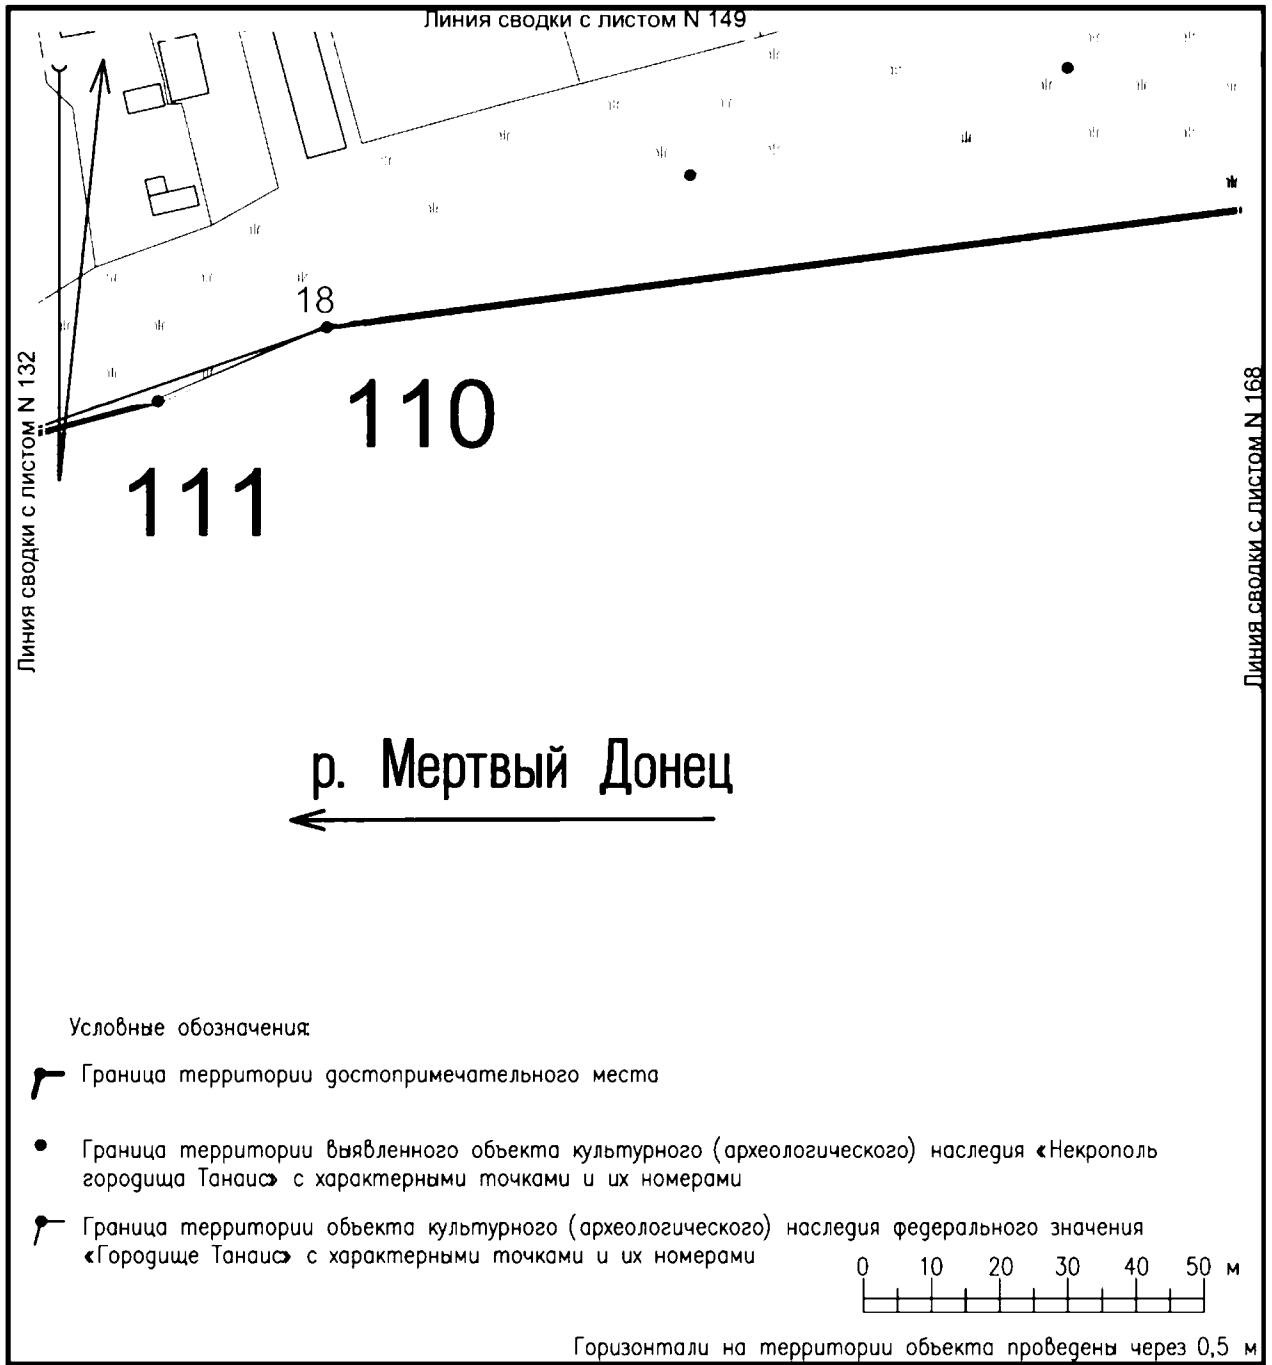 Линия сводки с листом N 149
18
Линия сводки с листом N 132
110
Линия сводки с листом N 168
111
р. Мертвый Донец
Условные обозначения:
Граница территории достопримечательного места
Граница территории выявленного объекта культурного (археологического) наследия «Некрополь
городища Танаис» с характерными точками и их номерами
Граница территории объекта культурного (археологического) наследия федерального значения
«Городище Танаис» с характерными точками и их номерами
0 10 20 30 40 50 м
Горизонтали на территории объекта проведены через 0,5 м